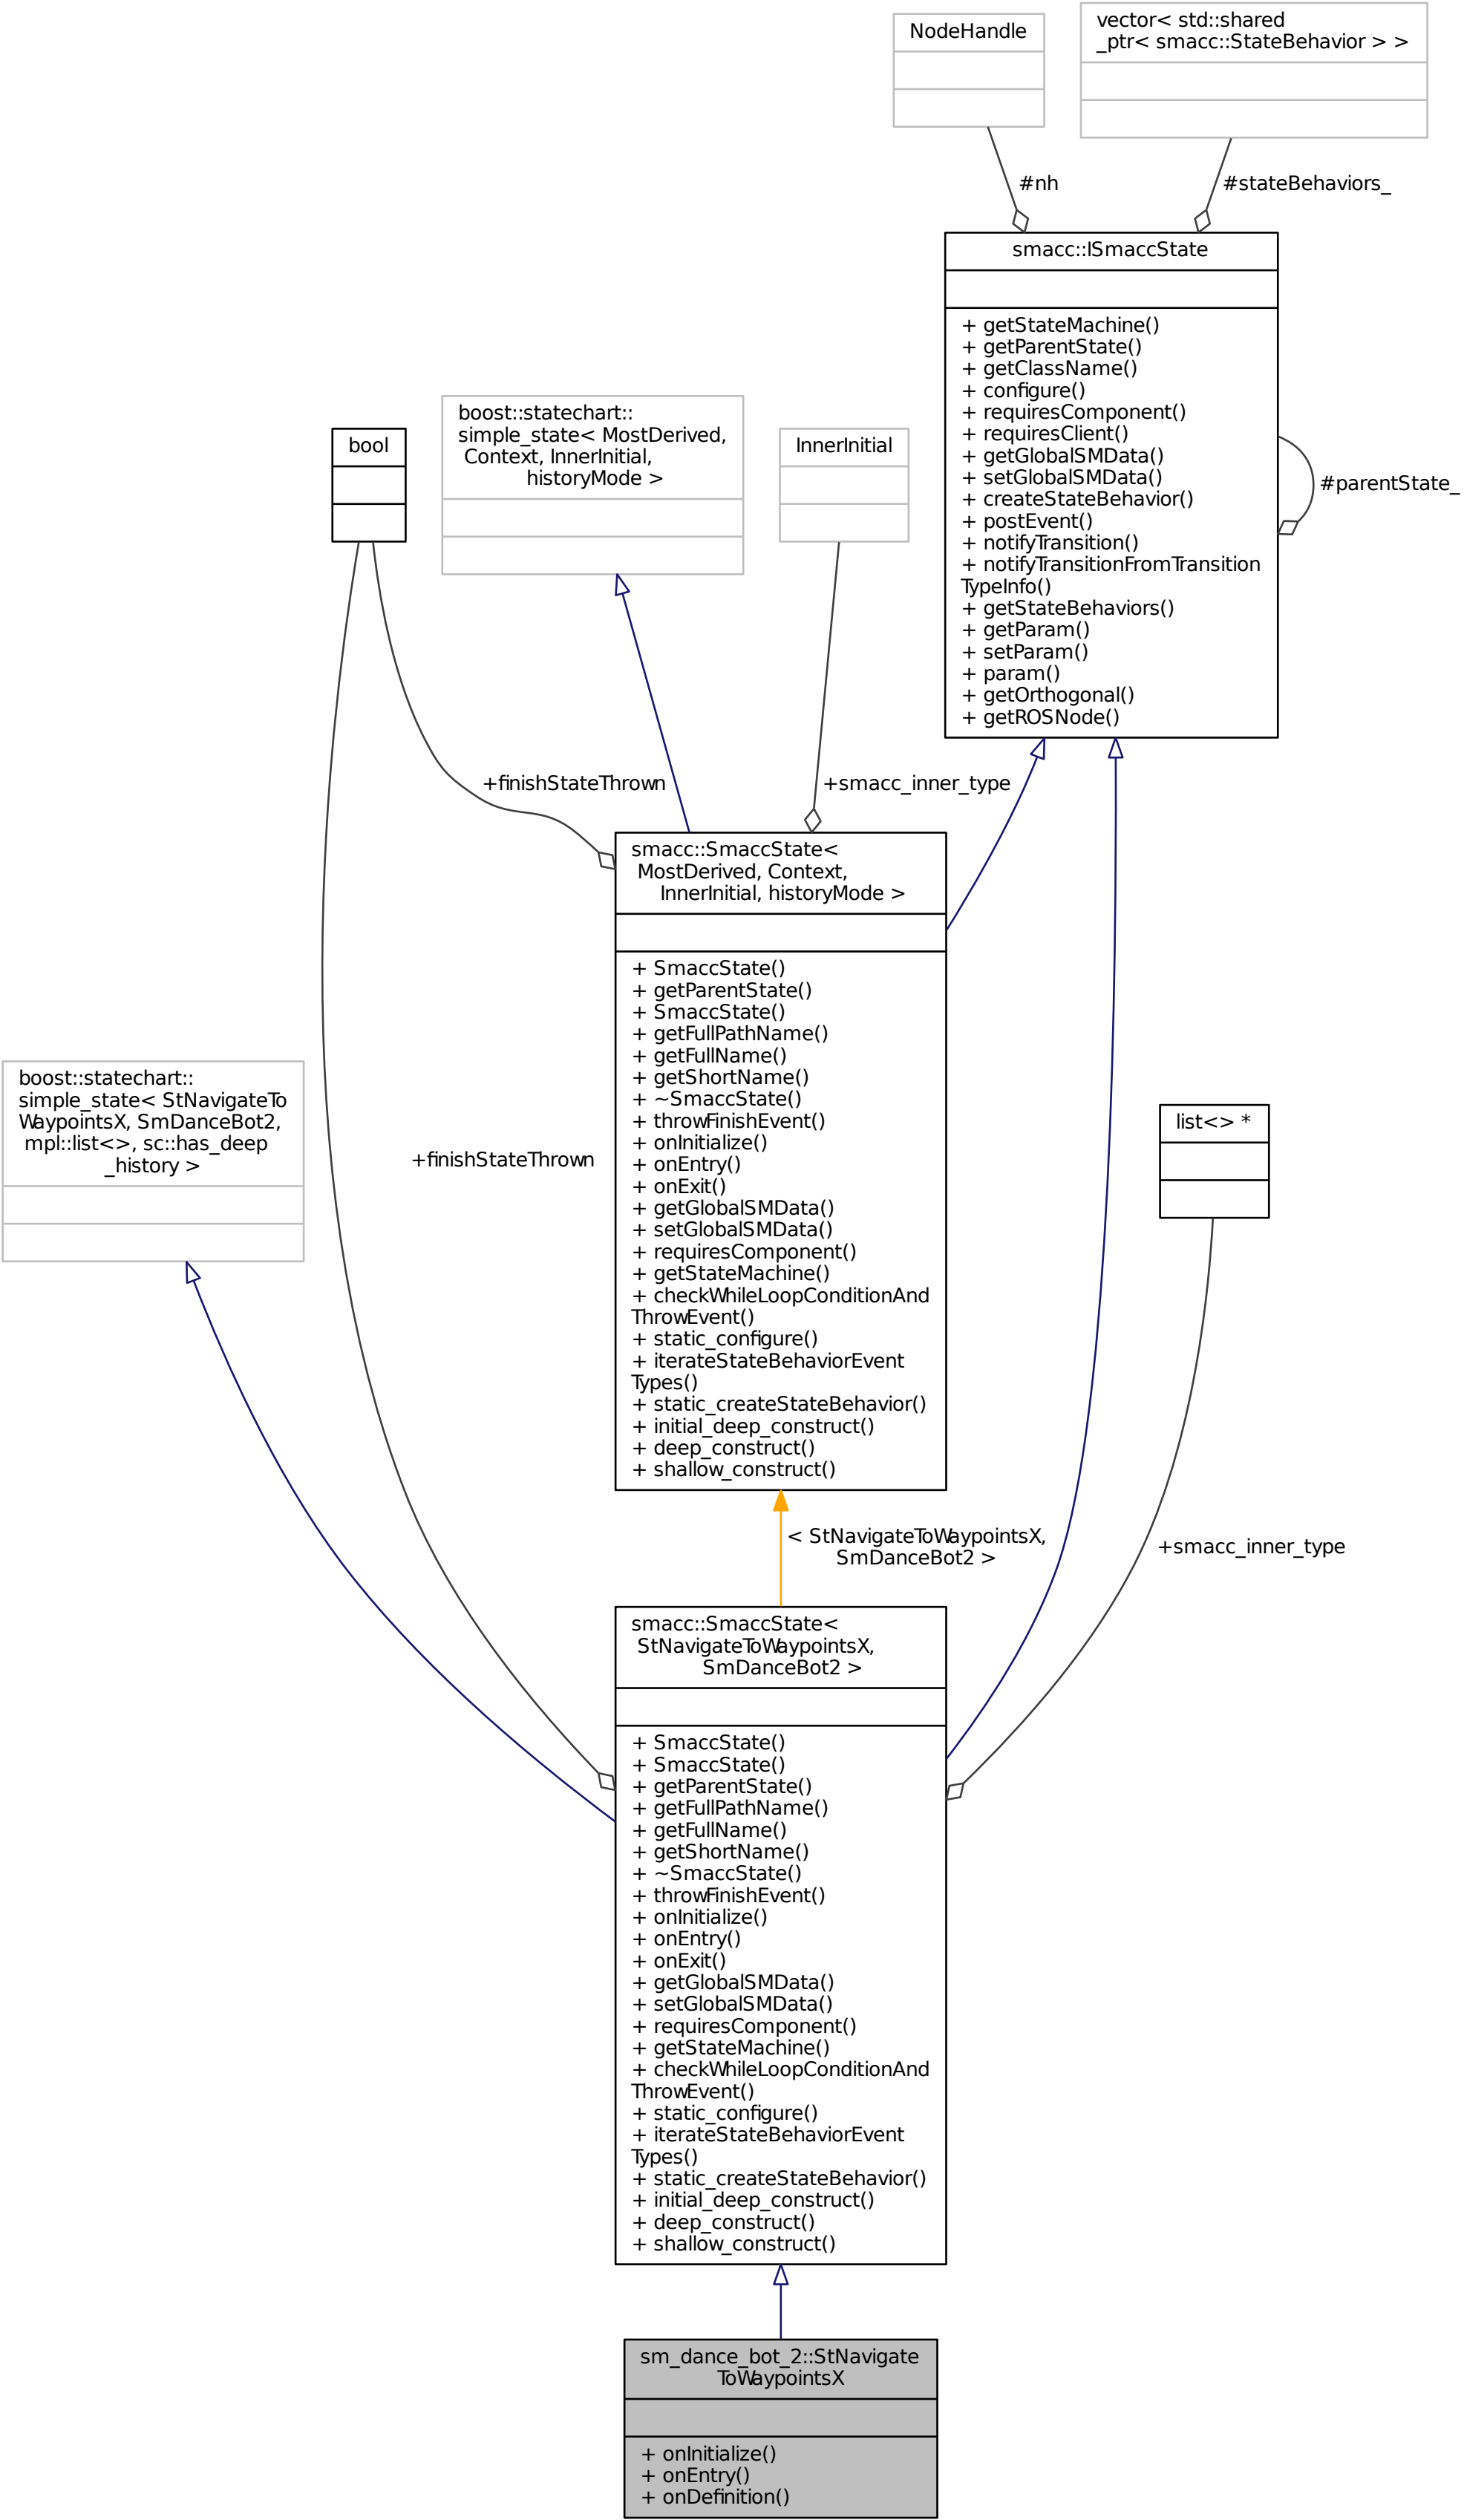 NodeHandle
vector< std::shared
_ptr< smacc::StateBehavior > >
#nh
#stateBehaviors_
smacc::ISmaccState
+ getStateMachine()
+ getParentState()
+ getClassName()
+ configure()
+ requiresComponent()
+ requiresClient()
+ getGlobalSMData()
+ setGlobalSMData()
+ createStateBehavior()
+ postEvent()
+ notifyTransition()
+ notifyTransitionFromTransition
TypeInfo()
+ getStateBehaviors()
+ getParam()
+ setParam()
+ param()
+ getOrthogonal()
+ getROSNode()
#parentState_
bool
boost::statechart::
simple_state< MostDerived,
Context, InnerInitial,
historyMode >
InnerInitial
+finishStateThrown
+smacc_inner_type
smacc::SmaccState<
MostDerived, Context,
InnerInitial, historyMode >
+ SmaccState()
+ getParentState()
+ SmaccState()
+ getFullPathName()
+ getFullName()
+ getShortName()
+ ~SmaccState()
+ throwFinishEvent()
+ onInitialize()
+ onEntry()
+ onExit()
+ getGlobalSMData()
+ setGlobalSMData()
+ requiresComponent()
+ getStateMachine()
+ checkWhileLoopConditionAnd
ThrowEvent()
+ static_configure()
+ iterateStateBehaviorEvent
Types()
+ static_createStateBehavior()
+ initial_deep_construct()
+ deep_construct()
+ shallow_construct()
boost::statechart::
simple_state< StNavigateTo
WaypointsX, SmDanceBot2,
mpl::list<>, sc::has_deep
_history >
+finishStateThrown
list<> *
< StNavigateToWaypointsX,
SmDanceBot2 >
+smacc_inner_type
smacc::SmaccState<
StNavigateToWaypointsX,
SmDanceBot2 >
+ SmaccState()
+ SmaccState()
+ getParentState()
+ getFullPathName()
+ getFullName()
+ getShortName()
+ ~SmaccState()
+ throwFinishEvent()
+ onInitialize()
+ onEntry()
+ onExit()
+ getGlobalSMData()
+ setGlobalSMData()
+ requiresComponent()
+ getStateMachine()
+ checkWhileLoopConditionAnd
ThrowEvent()
+ static_configure()
+ iterateStateBehaviorEvent
Types()
+ static_createStateBehavior()
+ initial_deep_construct()
+ deep_construct()
+ shallow_construct()
sm_dance_bot_2::StNavigate
ToWaypointsX
+ onInitialize()
+ onEntry()
+ onDefinition()